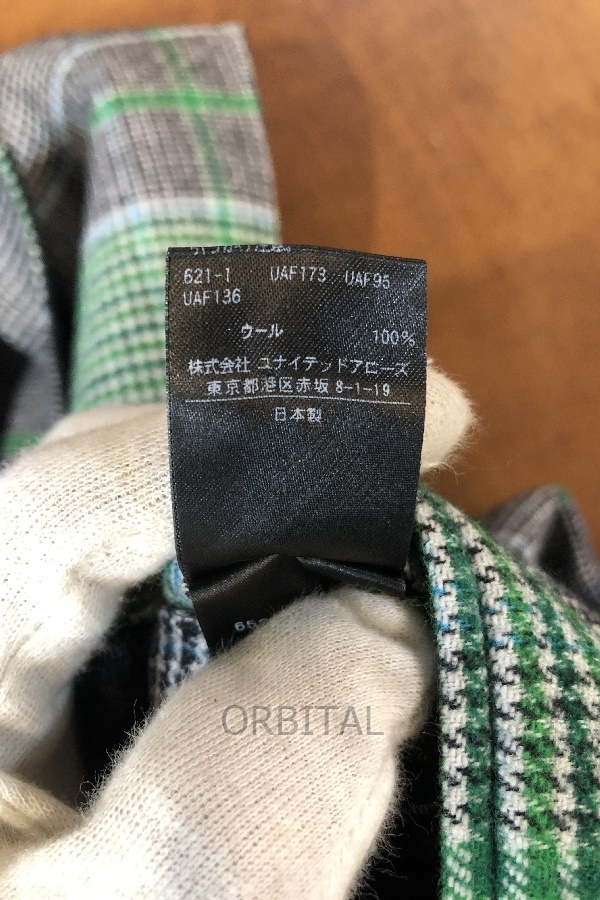 621-1 UAF173 UAF95
UAF136
ウール 100%
株式会社 ユナイテッドアローズ
東京都港区赤坂 8-1-19
日本製
ORBITAL